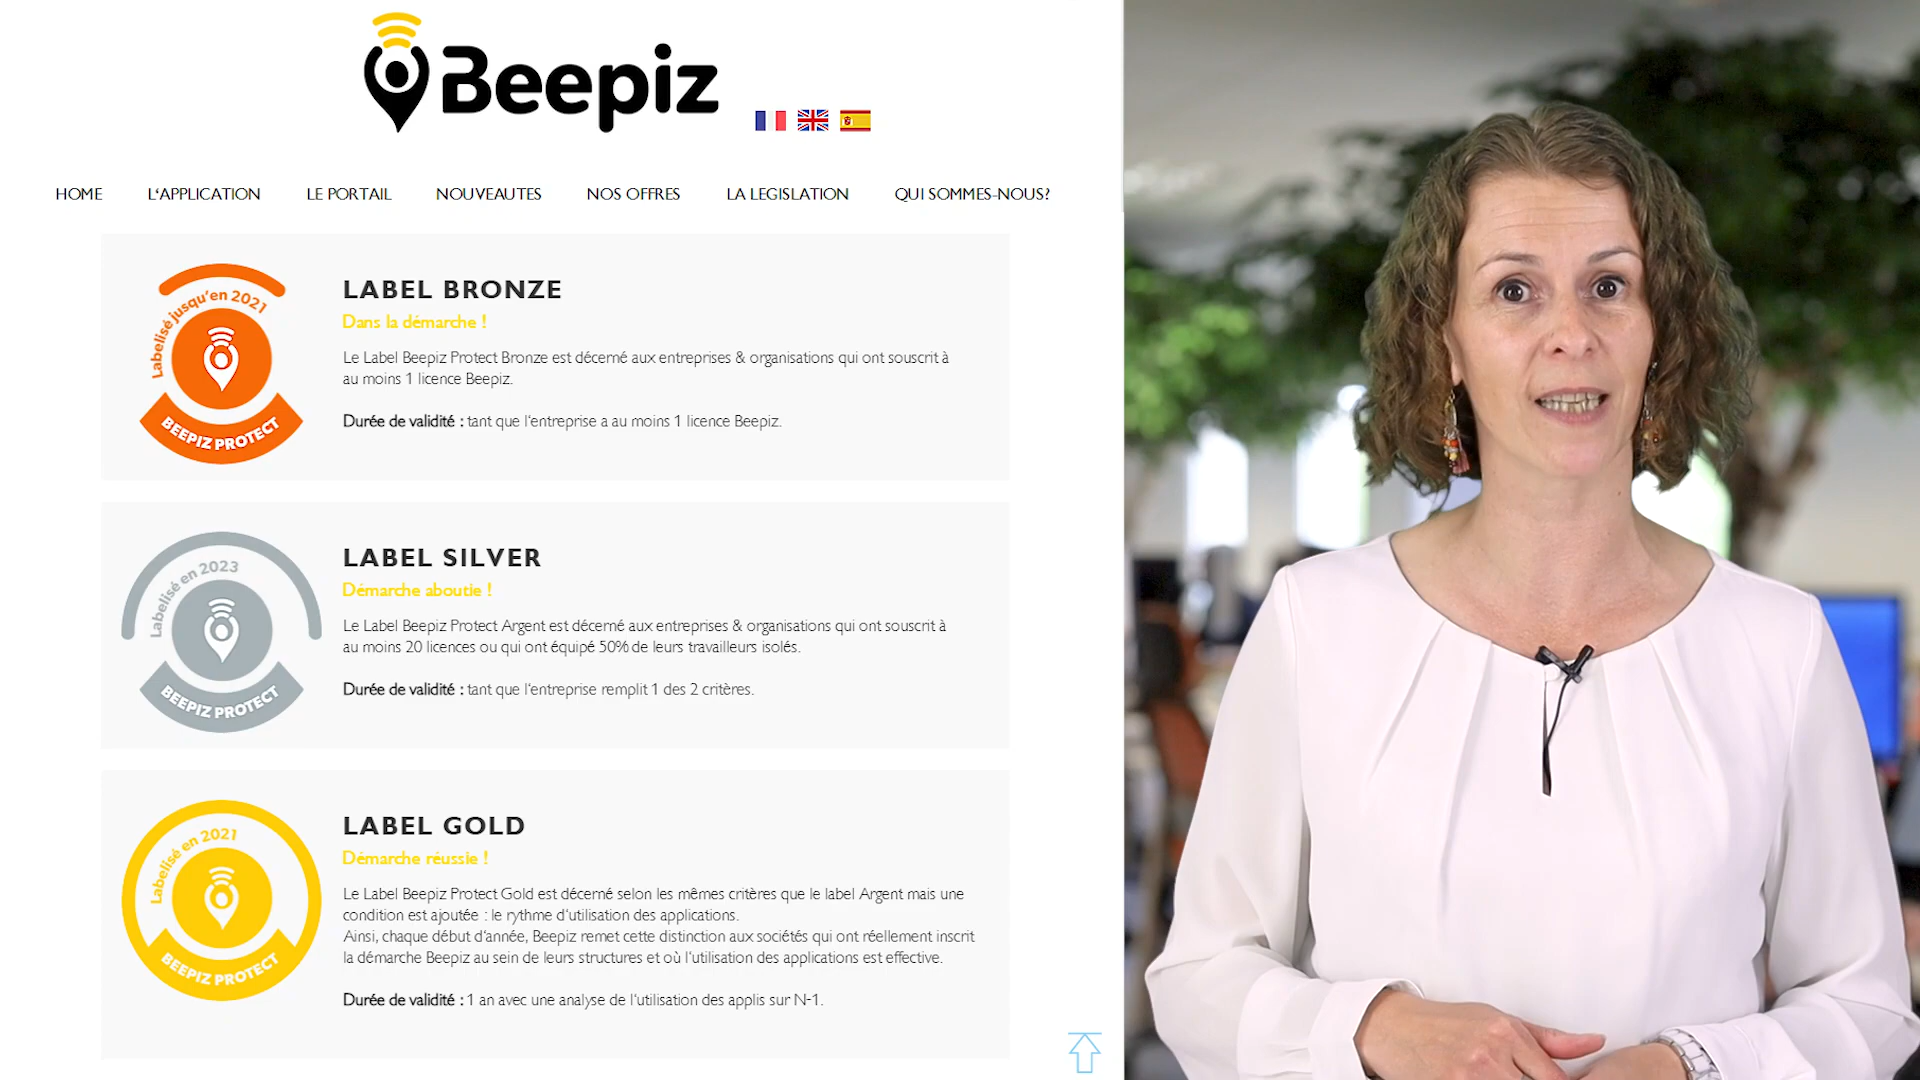 Beepiz
HOME L'APPLICATION LE PORTAIL NOUVEAUTES NOS OFFRES LA LEGISLATION QUI SOMMES-NOUS?
Labelisé jusqu'en 2021
BEEPIZ PROTECT
LABEL BRONZE
Dans la démarche !
Le Label Beepiz Protect Bronze est décerné aux entreprises & organisations qui ont souscrit à
au moins 1 licence Beepiz.
Durée de validité : tant que l'entreprise a au moins 1 licence Beepiz.
Labelisé en 2023
BEEPIZ PROTECT
LABEL SILVER
Démarche aboutie !
Le Label Beepiz Protect Argent est décerné aux entreprises & organisations qui ont souscrit à
au moins 20 licences ou qui ont équipé 50% de leurs travailleurs isolés.
Durée de validité : tant que l'entreprise remplit 1 des 2 critères.
Labelisé en 2021
BEEPIZ PROTECT
LABEL GOLD
Démarche réussie !
Le Label Beepiz Protect Gold est décerné selon les mêmes critères que le label Argent mais une
condition est ajoutée : le rythme d'utilisation des applications.
Ainsi, chaque début d'année, Beepiz remet cette distinction aux sociétés qui ont réellement inscrit
la démarche Beepiz au sein de leurs structures et où l'utilisation des applications est effective.
Durée de validité : 1 an avec une analyse de l'utilisation des applis sur N-1.